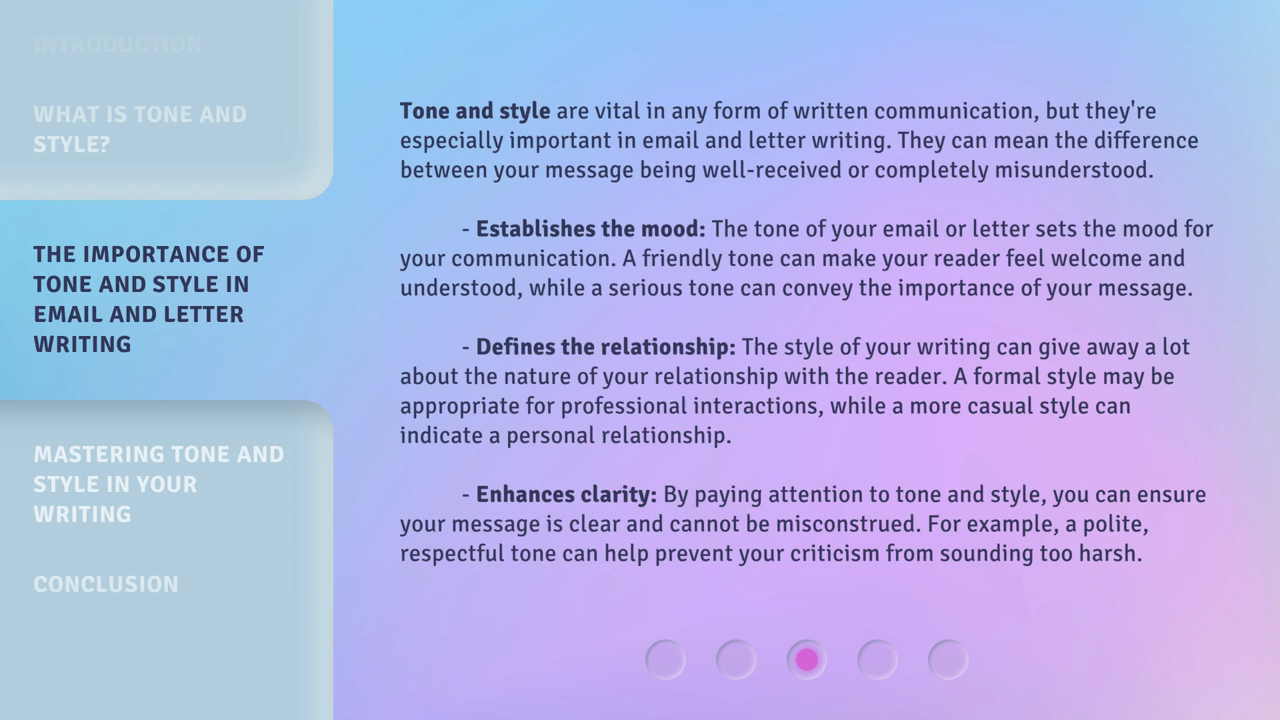 INTRODUCTION
WHAT IS TONE AND
STYLE?
THE IMPORTANCE OF
TONE AND STYLE IN
EMAIL AND LETTER
WRITING
MASTERING TONE AND
STYLE IN YOUR
WRITING
CONCLUSION
Tone and style are vital in any form of written communication, but they're
especially important in email and letter writing. They can mean the difference
between your message being well-received or completely misunderstood.
- Establishes the mood: The tone of your email or letter sets the mood for
your communication. A friendly tone can make your reader feel welcome and
understood, while a serious tone can convey the importance of your message.
- Defines the relationship: The style of your writing can give away a lot
about the nature of your relationship with the reader. A formal style may be
appropriate for professional interactions, while a more casual style can
indicate a personal relationship.
- Enhances clarity: By paying attention to tone and style, you can ensure
your message is clear and cannot be misconstrued. For example, a polite,
respectful tone can help prevent your criticism from sounding too harsh.